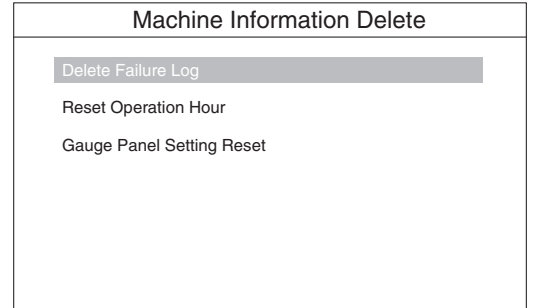 Machine Information Delete
Delete Failure Log
Reset Operation Hour
Gauge Panel Setting Reset